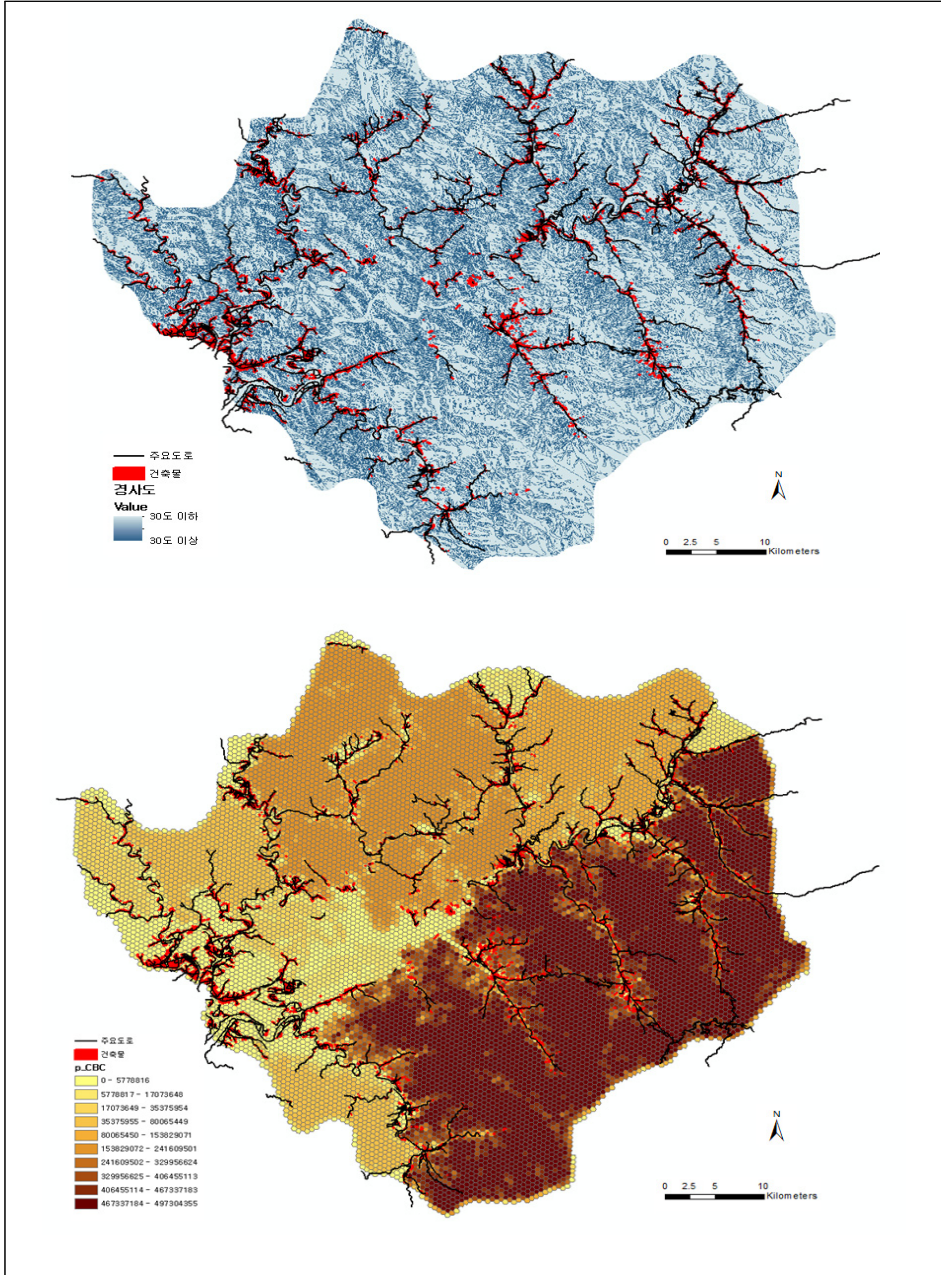 주요도로
건축물
경사도
Value
30도 이하
30도 이상
N
0 2.5 5 10
Kilometers
주요도로
건축물
p_CBC
0 - 5778816
5778817 - 17073648
17073649 - 35375954
35375955 - 80065449
80065450 - 153829071
153829072 - 241609501
241609502 - 329956624
329956625 - 406455113
406455114 - 467337183
467337184 - 497304355
N
0 2.5 5 10
Kilometers